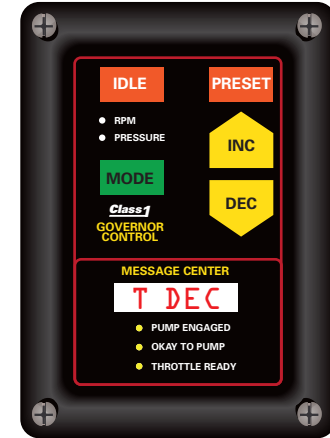 IDLE
PRESET
RPM
PRESSURE
INC
MODE
DEC
Class1
GOVERNOR
CONTROL
MESSAGE CENTER
T DEC
PUMP ENGAGED
OKAY TO PUMP
THROTTLE READY